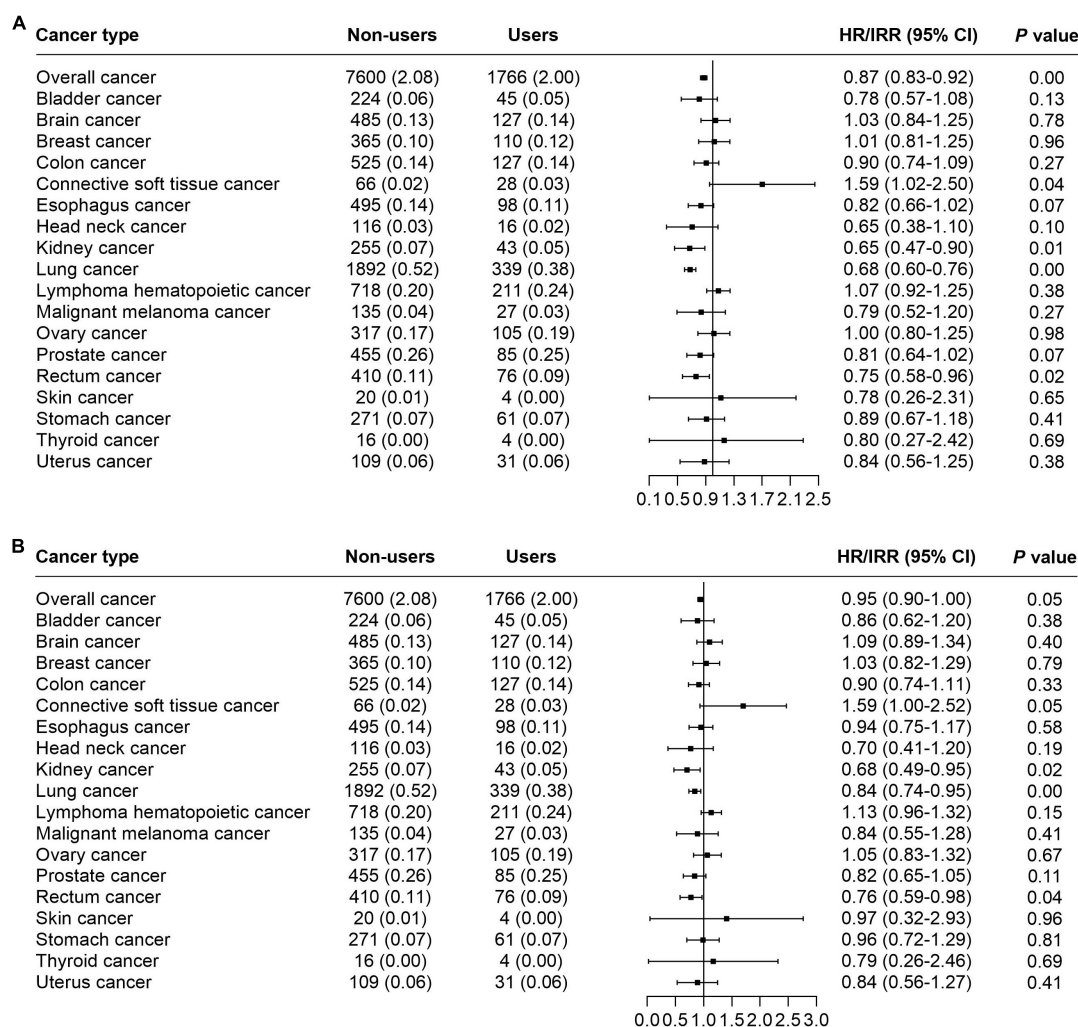 A
Cancer type Non-users Users HR/IRR (95% CI) P value
Overall cancer 7600 (2.08) 1766 (2.00) 0.87 (0.83-0.92) 0.00
Bladder cancer 224 (0.06) 45 (0.05) 0.78 (0.57-1.08) 0.13
Brain cancer 485 (0.13) 127 (0.14) 1.03 (0.84-1.25) 0.78
Breast cancer 365 (0.10) 110 (0.12) 1.01 (0.81-1.25) 0.96
Colon cancer 525 (0.14) 127 (0.14) 0.90 (0.74-1.09) 0.27
Connective soft tissue cancer 66 (0.02) 28 (0.03) 1.59 (1.02-2.50) 0.04
Esophagus cancer 495 (0.14) 98 (0.11) 0.82 (0.66-1.02) 0.07
Head neck cancer 116 (0.03) 16 (0.02) 0.65 (0.38-1.10) 0.10
Kidney cancer 255 (0.07) 43 (0.05) 0.65 (0.47-0.90) 0.01
Lung cancer 1892 (0.52) 339 (0.38) 0.68 (0.60-0.76) 0.00
Lymphoma hematopoietic cancer 718 (0.20) 211 (0.24) 1.07 (0.92-1.25) 0.38
Malignant melanoma cancer 135 (0.04) 27 (0.03) 0.79 (0.52-1.20) 0.27
Ovary cancer 317 (0.17) 105 (0.19) 1.00 (0.80-1.25) 0.98
Prostate cancer 455 (0.26) 85 (0.25) 0.81 (0.64-1.02) 0.07
Rectum cancer 410 (0.11) 76 (0.09) 0.75 (0.58-0.96) 0.02
Skin cancer 20 (0.01) 4 (0.00) 0.78 (0.26-2.31) 0.65
Stomach cancer 271 (0.07) 61 (0.07) 0.89 (0.67-1.18) 0.41
Thyroid cancer 16 (0.00) 4 (0.00) 0.80 (0.27-2.42) 0.69
Uterus cancer 109 (0.06) 31 (0.06) 0.84 (0.56-1.25) 0.38
0.1 0.5 0.9 1.3 1.7 2.1 2.5
B
Cancer type Non-users Users HR/IRR (95% CI) P value
Overall cancer 7600 (2.08) 1766 (2.00) 0.95 (0.90-1.00) 0.05
Bladder cancer 224 (0.06) 45 (0.05) 0.86 (0.62-1.20) 0.38
Brain cancer 485 (0.13) 127 (0.14) 1.09 (0.89-1.34) 0.40
Breast cancer 365 (0.10) 110 (0.12) 1.03 (0.82-1.29) 0.79
Colon cancer 525 (0.14) 127 (0.14) 0.90 (0.74-1.11) 0.33
Connective soft tissue cancer 66 (0.02) 28 (0.03) 1.59 (1.00-2.52) 0.05
Esophagus cancer 495 (0.14) 98 (0.11) 0.94 (0.75-1.17) 0.58
Head neck cancer 116 (0.03) 16 (0.02) 0.70 (0.41-1.20) 0.19
Kidney cancer 255 (0.07) 43 (0.05) 0.68 (0.49-0.95) 0.02
Lung cancer 1892 (0.52) 339 (0.38) 0.84 (0.74-0.95) 0.00
Lymphoma hematopoietic cancer 718 (0.20) 211 (0.24) 1.13 (0.96-1.32) 0.15
Malignant melanoma cancer 135 (0.04) 27 (0.03) 0.84 (0.55-1.28) 0.41
Ovary cancer 317 (0.17) 105 (0.19) 1.05 (0.83-1.32) 0.67
Prostate cancer 455 (0.26) 85 (0.25) 0.82 (0.65-1.05) 0.11
Rectum cancer 410 (0.11) 76 (0.09) 0.76 (0.59-0.98) 0.04
Skin cancer 20 (0.01) 4 (0.00) 0.97 (0.32-2.93) 0.96
Stomach cancer 271 (0.07) 61 (0.07) 0.96 (0.72-1.29) 0.81
Thyroid cancer 16 (0.00) 4 (0.00) 0.79 (0.26-2.46) 0.69
Uterus cancer 109 (0.06) 31 (0.06) 0.84 (0.56-1.27) 0.41
0.0 0.5 1.0 1.5 2.0 2.5 3.0